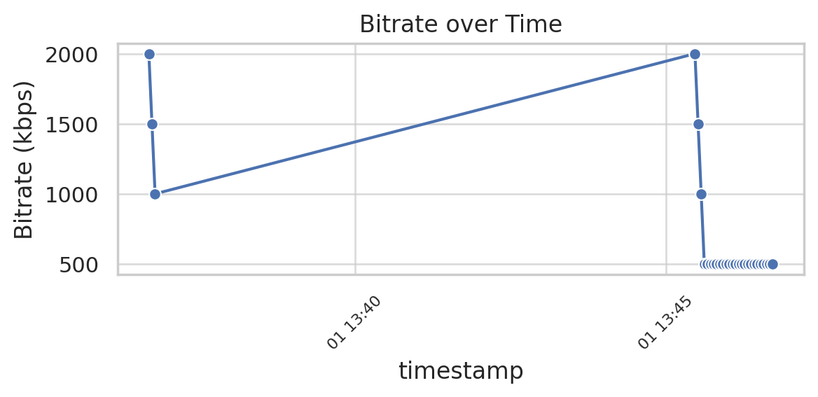 Bitrate over Time
Bitrate (kbps)
2000
1500
1000
500
01 13:40
01 13:45
timestamp